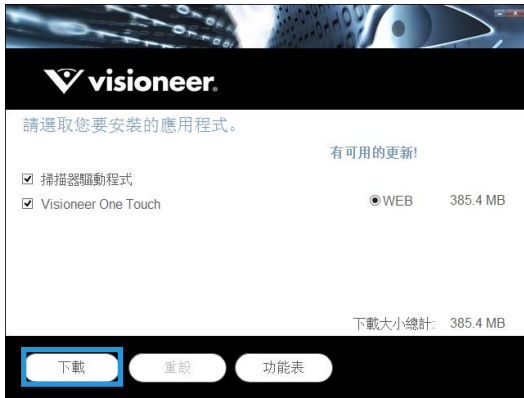 visioneer.
請選取您要安裝的應用程式。
有可用的更新!
掃描器驅動程式
Visioneer One Touch WEB 385.4 MB
下載大小總計: 385.4 MB
下載 重設 功能表